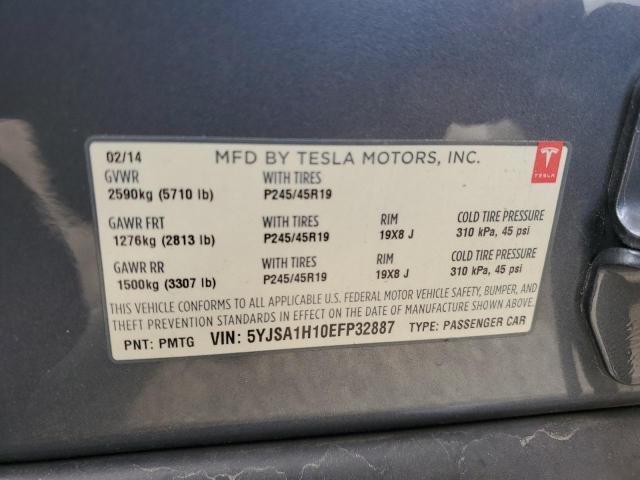 02/14 MFD BY TESLA MOTORS, INC.
GVWR WITH TIRES
2590kg (5710 lb) P245/45R19
TESLA
GAWR FRT WITH TIRES RIM COLD TIRE PRESSURE
1276kg (2813 lb) P245/45R19 19X8 J 310 kPa, 45 psi
GAWR RR WITH TIRES RIM COLD TIRE PRESSURE
1500kg (3307 lb) P245/45R19 19X8 J 310 kPa, 45 psi
THIS VEHICLE CONFORMS TO ALL APPLICABLE U.S. FEDERAL MOTOR VEHICLE SAFETY, BUMPER, AND
THEFT PREVENTION STANDARDS IN EFFECT ON THE DATE OF MANUFACTURE SHOWN ABOVE.
PNT: PMTG VIN: 5YJSA1H10EFP32887 TYPE: PASSENGER CAR